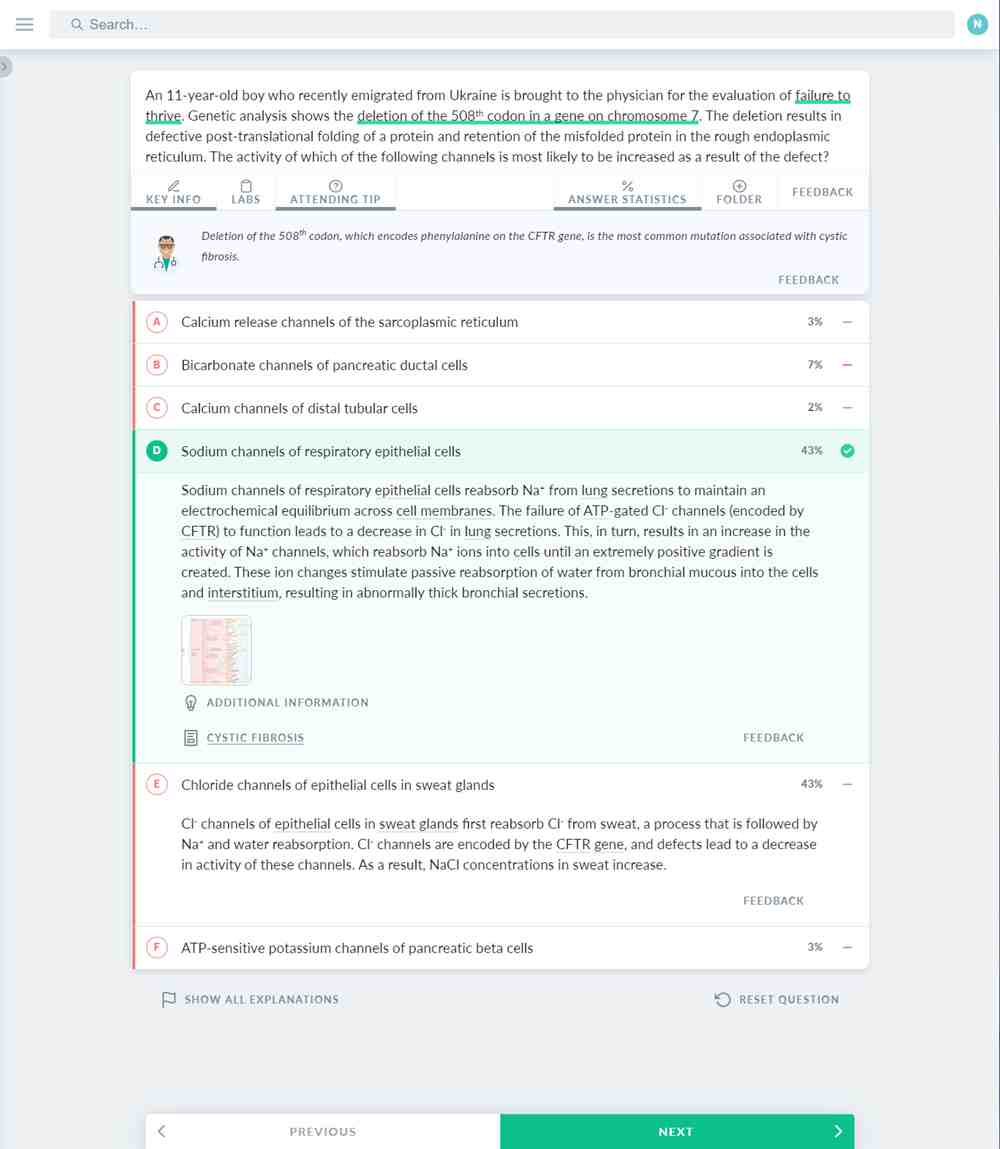 Search...
N
An 11-year-old boy who recently emigrated from Ukraine is brought to the physician for the evaluation of failure to
thrive. Genetic analysis shows the deletion of the 508th codon in a gene on chromosome 7. The deletion results in
defective post-translational folding of a protein and retention of the misfolded protein in the rough endoplasmic
reticulum. The activity of which of the following channels is most likely to be increased as a result of the defect?
KEY INFO LABS ATTENDING TIP ANSWER STATISTICS FOLDER FEEDBACK
Deletion of the 508th codon, which encodes phenylalanine on the CFTR gene, is the most common mutation associated with cystic
fibrosis.
FEEDBACK
A Calcium release channels of the sarcoplasmic reticulum 3%
B Bicarbonate channels of pancreatic ductal cells 7%
C Calcium channels of distal tubular cells 2%
D Sodium channels of respiratory epithelial cells 43%
Sodium channels of respiratory epithelial cells reabsorb Na+ from lung secretions to maintain an
electrochemical equilibrium across cell membranes. The failure of ATP-gated Cl- channels (encoded by
CFTR) to function leads to a decrease in Cl- in lung secretions. This, in turn, results in an increase in the
activity of Na+ channels, which reabsorb Na+ ions into cells until an extremely positive gradient is
created. These ion changes stimulate passive reabsorption of water from bronchial mucous into the cells
and interstitium, resulting in abnormally thick bronchial secretions.
ADDITIONAL INFORMATION
CYSTIC FIBROSIS FEEDBACK
E Chloride channels of epithelial cells in sweat glands 43%
Cl- channels of epithelial cells in sweat glands first reabsorb Cl- from sweat, a process that is followed by
Na+ and water reabsorption. Cl- channels are encoded by the CFTR gene, and defects lead to a decrease
in activity of these channels. As a result, NaCl concentrations in sweat increase.
FEEDBACK
F ATP-sensitive potassium channels of pancreatic beta cells 3%
SHOW ALL EXPLANATIONS RESET QUESTION
PREVIOUS NEXT